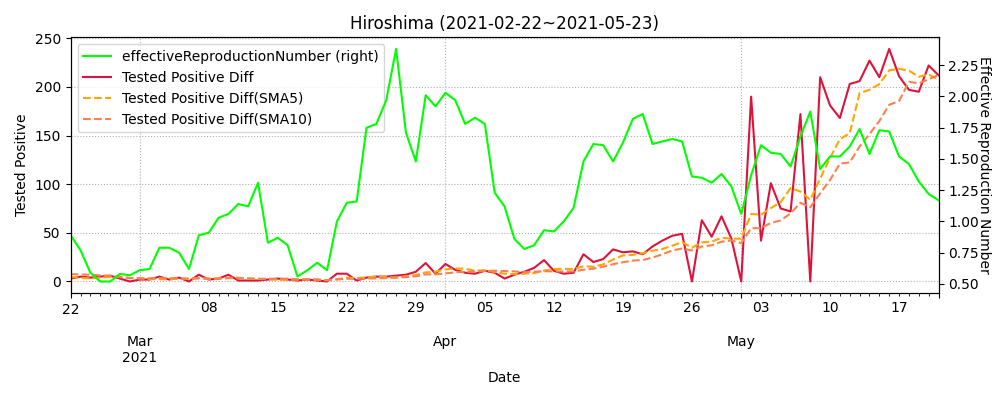 Hiroshima (2021-02-22~2021-05-23)
effectiveReproductionNumber (right)
Tested Positive Diff
Tested Positive Diff(SMA5)
Tested Positive Diff(SMA10)
Tested Positive
250
200
150
100
50
0
Effective Reproduction Number
2.25
2.00
1.75
1.50
1.25
1.00
0.75
0.50
22 08 15 22 29 05 12 19 26 03 10 17
Mar Apr May
2021
Date